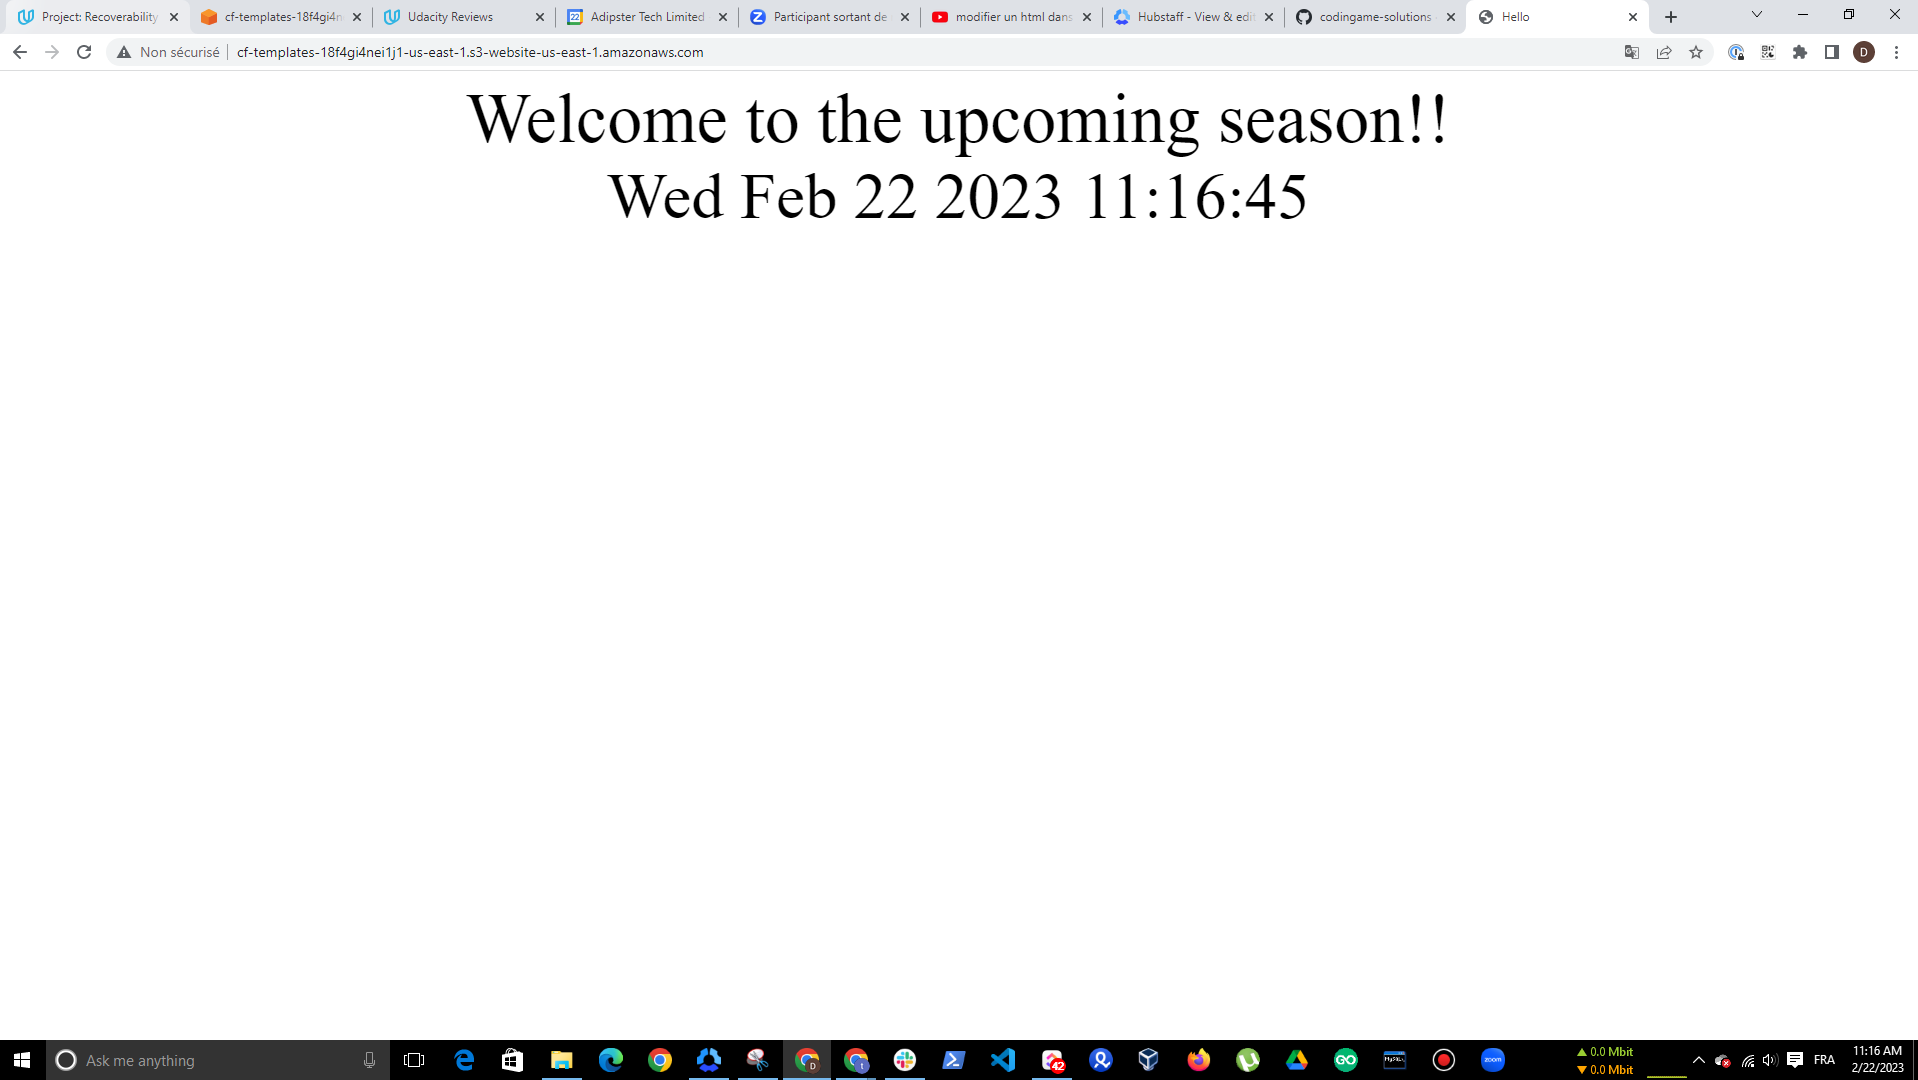 Project: Recoverability
cf-templates-18f4gi4n
Udacity Reviews
Adipster Tech Limited
Participant sortant de
modifier un html dans
Hubstaff - View & edit
codingame-solutions
Hello
Non sécurisé
cf-templates-18f4gi4nei1j1-us-east-1.s3-website-us-east-1.amazonaws.com
D
Welcome to the upcoming season!!
Wed Feb 22 2023 11:16:45
Ask me anything
D
t
42
MySQL
zoom
0.0 Mbit
0.0 Mbit
FRA
11:16 AM
2/22/2023